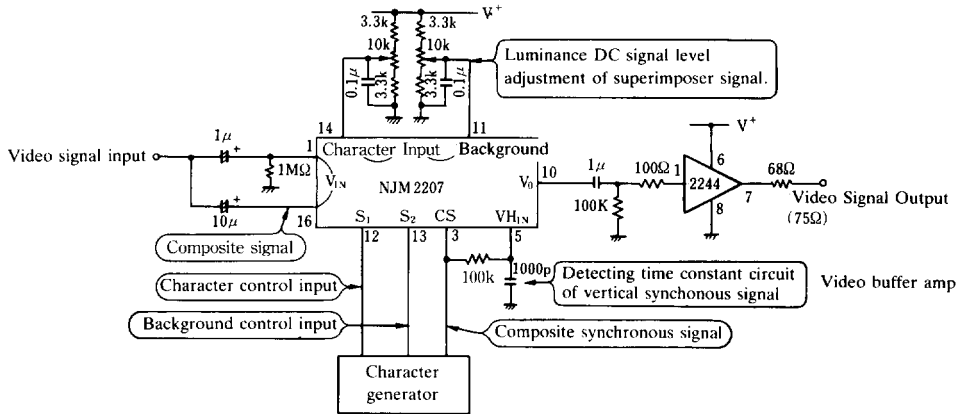 V+
3.3k 3.3k
10k 10k
0.1μ 3.3k 3.3k 0.1μ
Luminance DC signal level
adjustment of superimposer signal.
14 11
1μ + 1 Character Input Background
Video signal input
1MΩ
VIN NJM 2207 V0 10
1μ 100Ω 1 2244 6 V+
68Ω
7 Video Signal Output
(75Ω)
100K
8
10μ + 16
S1 S2 CS VHIN
12 13 3 5
Composite signal
100k 1000p
Character control input
Detecting time constant circuit
of vertical synchonous signal
Video buffer amp
Background control input
Composite synchronous signal
Character
generator